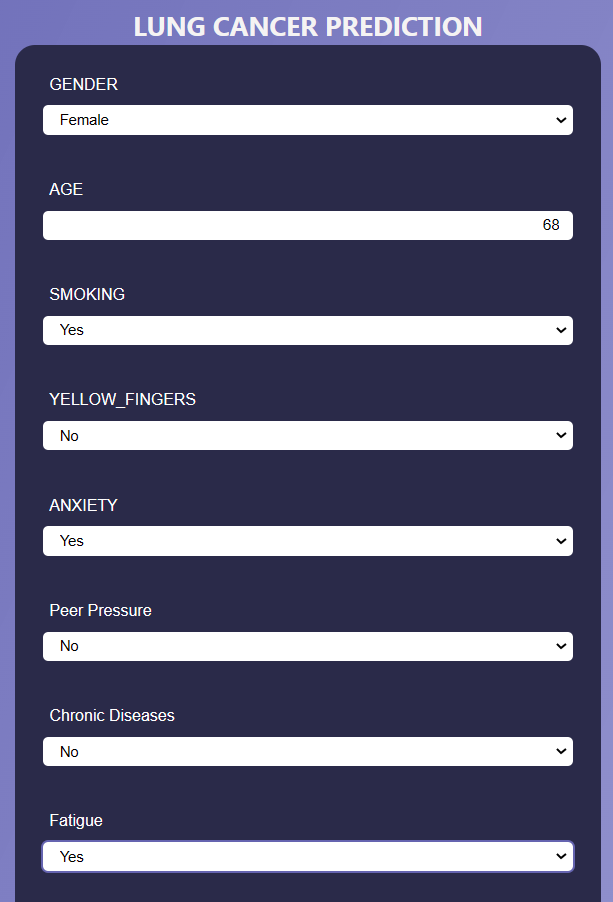 LUNG CANCER PREDICTION
GENDER
Female
AGE
68
SMOKING
Yes
YELLOW_FINGERS
No
ANXIETY
Yes
Peer Pressure
No
Chronic Diseases
No
Fatigue
Yes